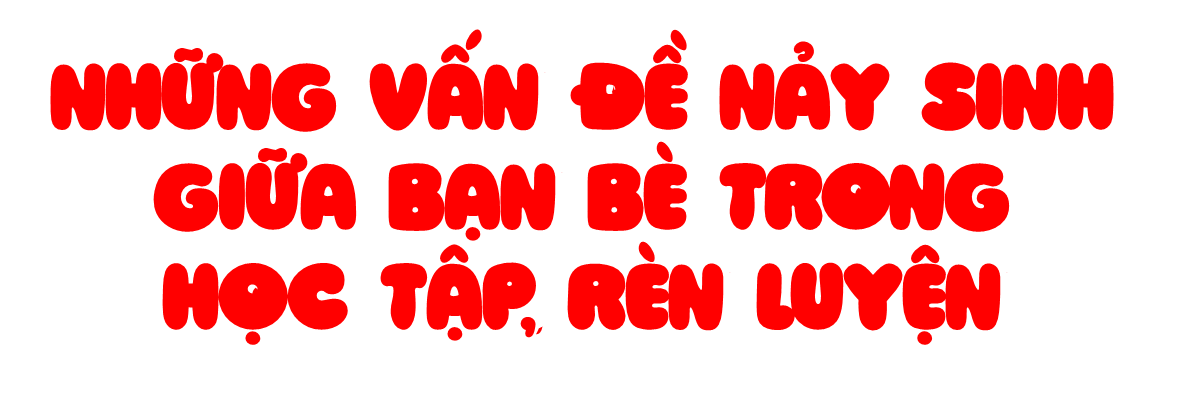 NHỮNG VẤN ĐỀ NẢY SINH
GIỮA BẠN BÈ TRONG
HỌC TẬP, RÈN LUYỆN